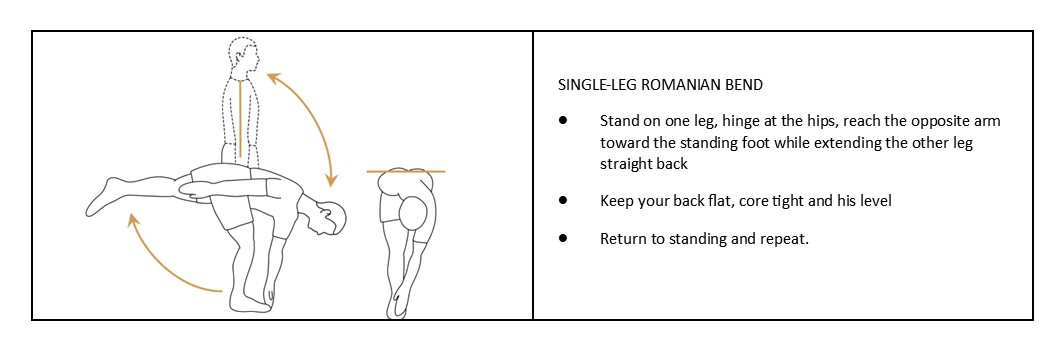 SINGLE-LEG ROMANIAN BEND
● Stand on one leg, hinge at the hips, reach the opposite arm
toward the standing foot while extending the other leg
straight back
● Keep your back flat, core tight and his level
● Return to standing and repeat.